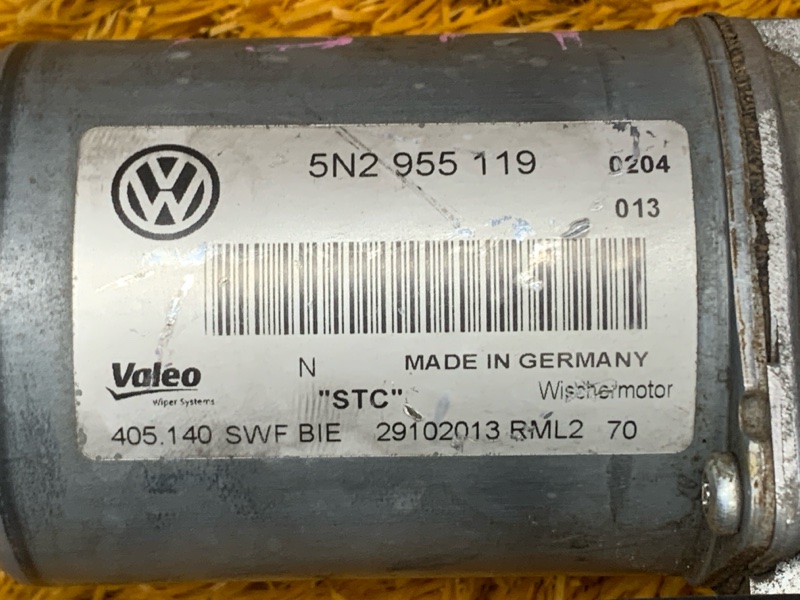 5N2 955 119 0204
013
N MADE IN GERMANY
Valeo
Wiper Systems
"STC" Wischermotor
405.140 SWF BIE 29102013 RML2 70